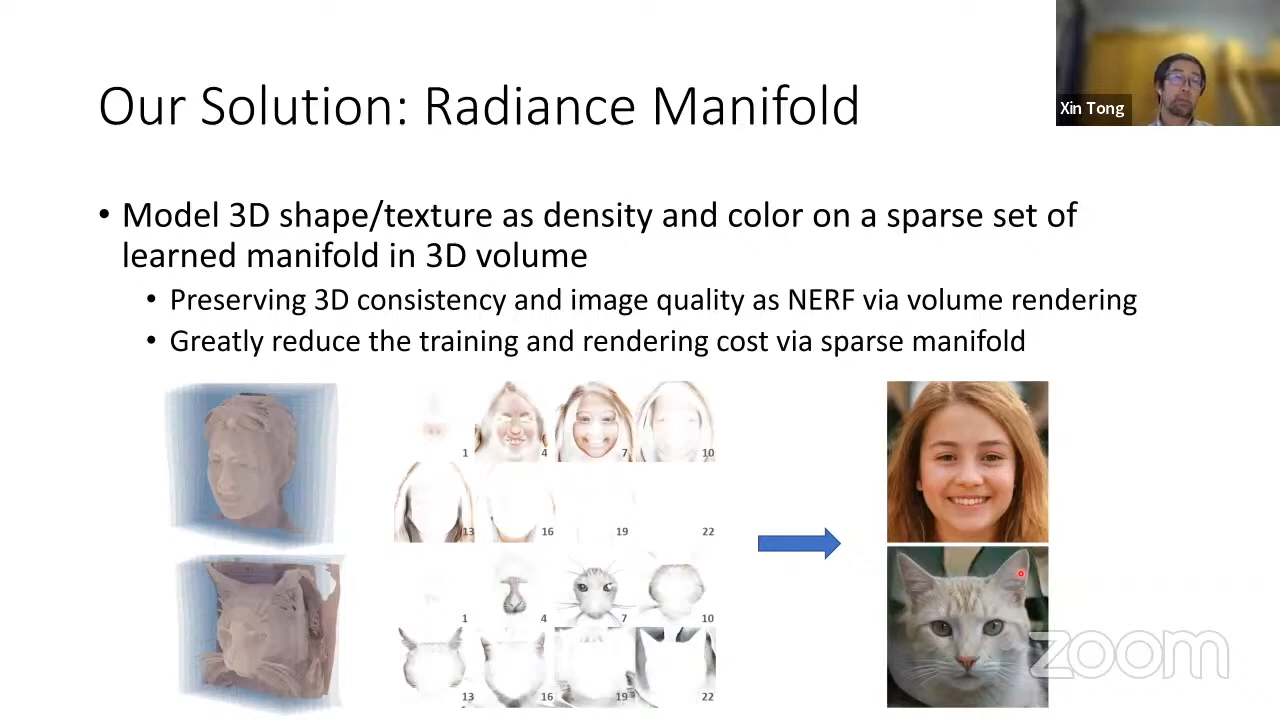 Our Solution: Radiance Manifold
Xin Tong
• Model 3D shape/texture as density and color on a sparse set of
learned manifold in 3D volume
• Preserving 3D consistency and image quality as NERF via volume rendering
• Greatly reduce the training and rendering cost via sparse manifold
1 4 7 10
13 16 19 22
1 4 7 10
13 16 19 22
zoom